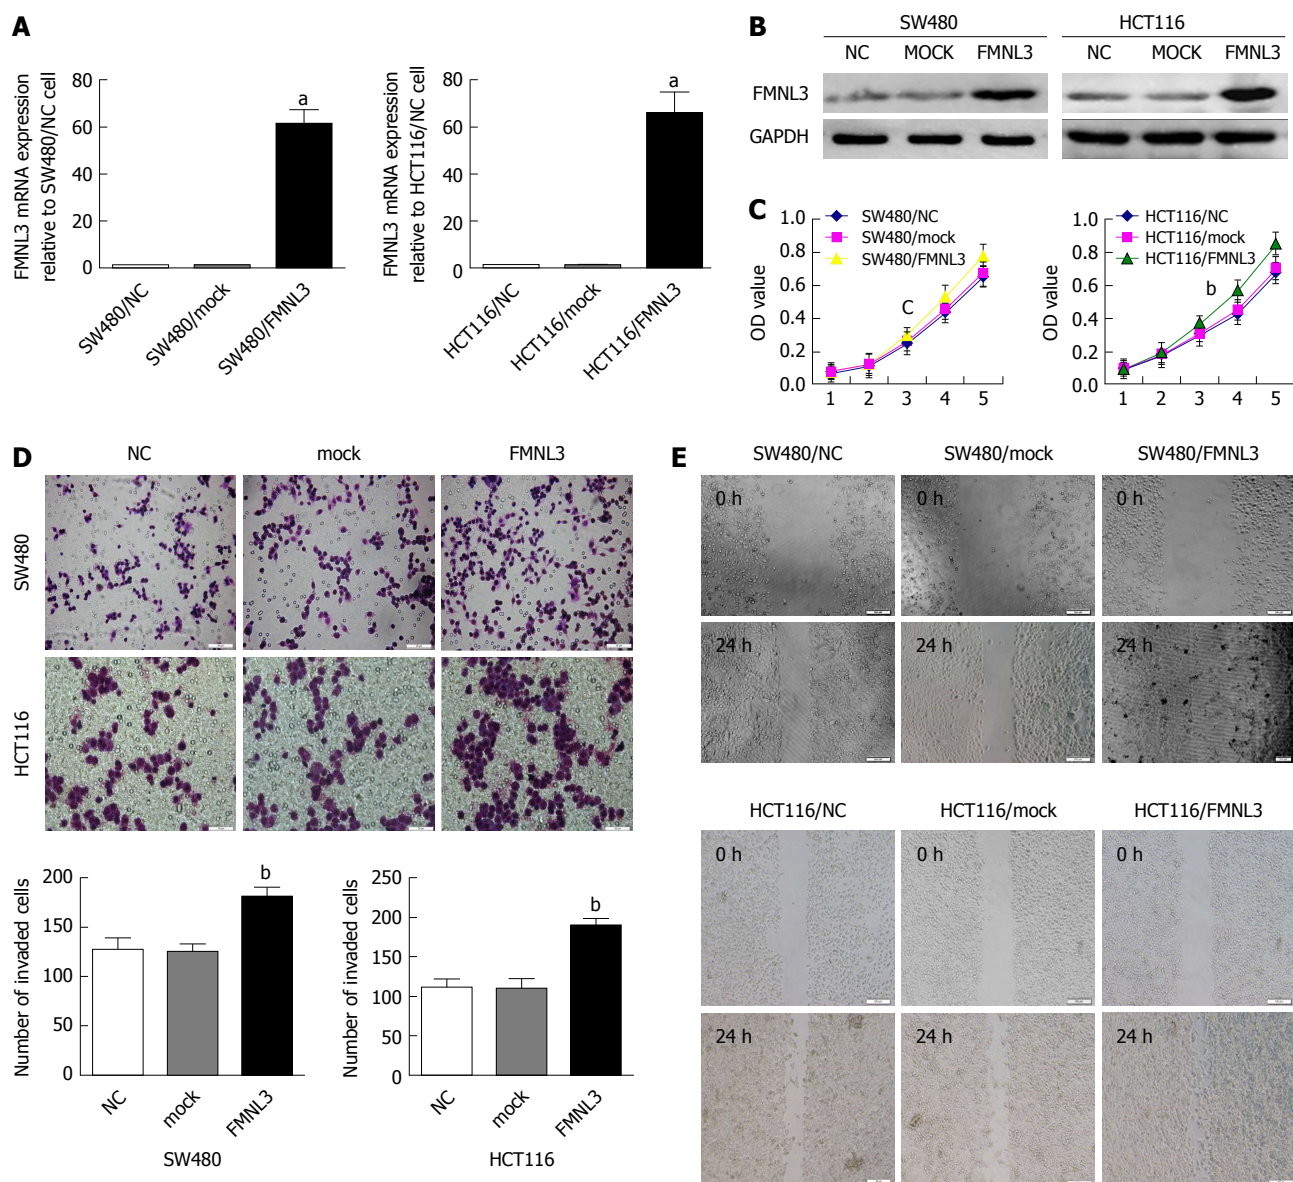 A
FMNL3 mRNA expression
relative to SW480/NC cell
80
60
40
20
0
a
SW480/NC
SW480/mock
SW480/FMNL3
FMNL3 mRNA expression
relative to HCT116/NC cell
80
60
40
20
0
a
HCT116/NC
HCT116/mock
HCT116/FMNL3
B
SW480
HCT116
NC MOCK FMNL3
NC MOCK FMNL3
FMNL3
GAPDH
C
OD value
1.0
0.8
0.6
0.4
0.2
0.0
SW480/NC
SW480/mock
SW480/FMNL3
C
1 2 3 4 5
OD value
1.0
0.8
0.6
0.4
0.2
0.0
HCT116/NC
HCT116/mock
HCT116/FMNL3
b
1 2 3 4 5
D
NC mock FMNL3
SW480
HCT116
Number of invaded cells
200
150
100
50
0
b
NC
mock
FMNL3
SW480
Number of invaded cells
250
200
150
100
50
0
b
NC
mock
FMNL3
HCT116
E
SW480/NC SW480/mock SW480/FMNL3
0 h 0 h 0 h
24 h 24 h 24 h
HCT116/NC HCT116/mock HCT116/FMNL3
0 h 0 h 0 h
24 h 24 h 24 h